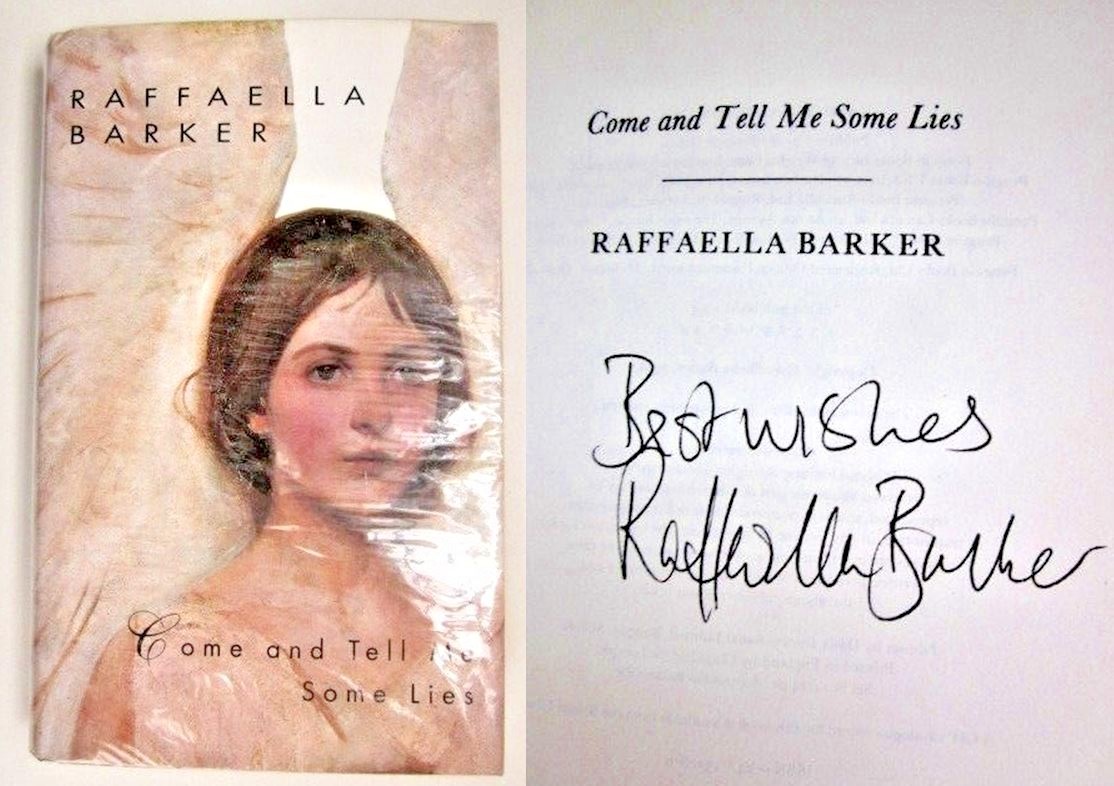 RAFFAELLA
BARKER
Come and Tell Me
Some Lies
Come and Tell Me Some Lies
RAFFAELLA BARKER
Best wishes
Raffaella Barker